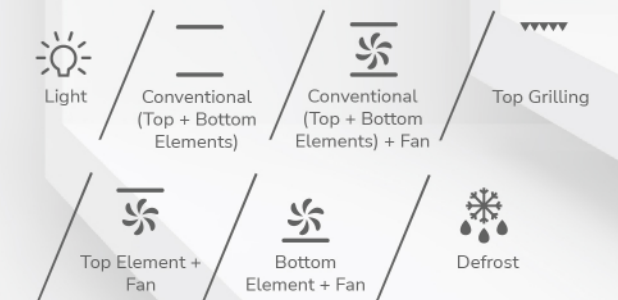 Light
Conventional
(Top + Bottom
Elements)
Conventional
(Top + Bottom
Elements) + Fan
Top Grilling
Top Element +
Fan
Bottom
Element + Fan
Defrost